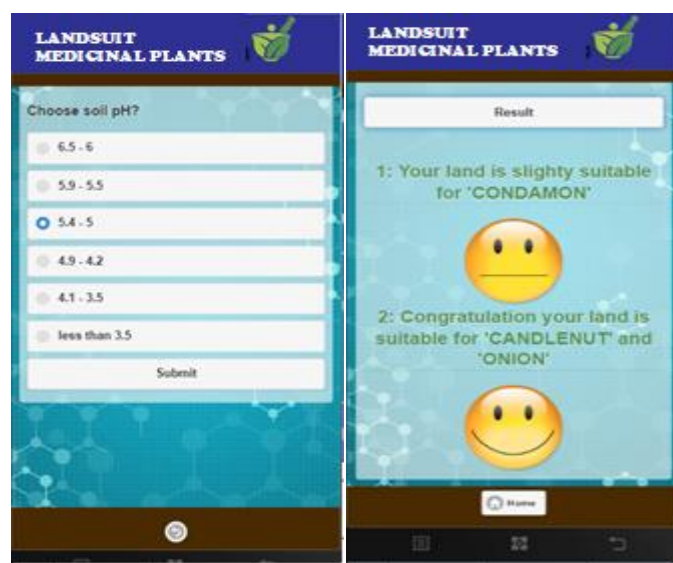 LANDSUIT
MEDICINAL PLANTS
Choose soil pH?
6.5 - 6
5.9 - 5.5
5.4 - 5
4.9 - 4.2
4.1 - 3.5
less than 3.5
Submit
LANDSUIT
MEDICINAL PLANTS
Result
1: Your land is slighty suitable
for 'CONDAMON'
2: Congratulation your land is
suitable for 'CANDLENUT' and
'ONION'
Home